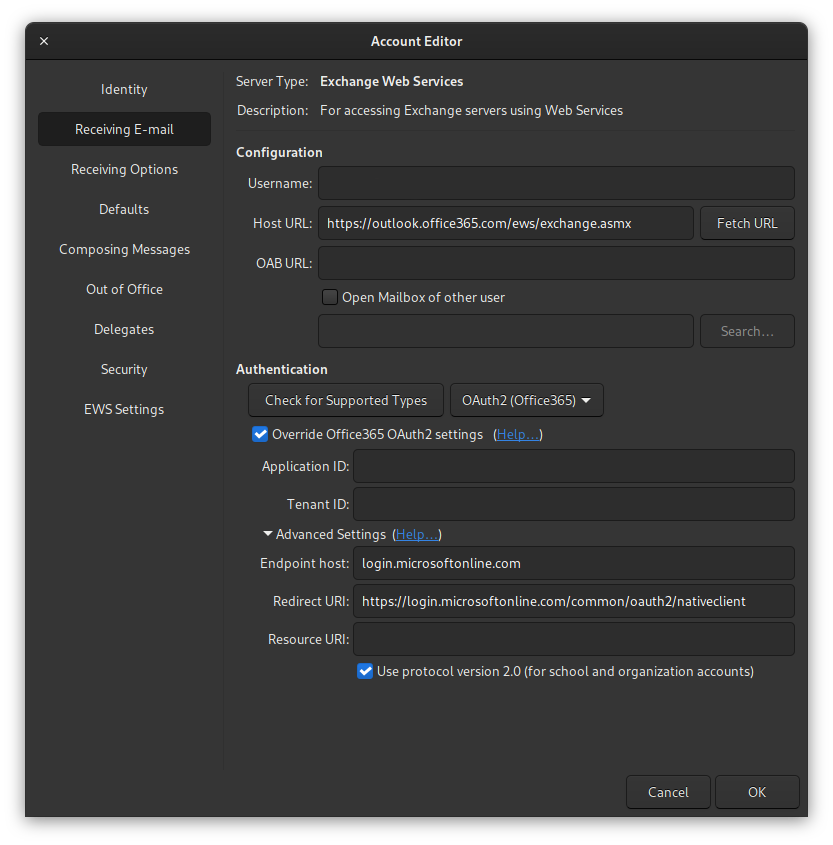 Account Editor
Identity
Receiving E-mail
Receiving Options
Defaults
Composing Messages
Out of Office
Delegates
Security
EWS Settings
Server Type: Exchange Web Services
Description: For accessing Exchange servers using Web Services
Configuration
Username:
Host URL: https://outlook.office365.com/ews/exchange.asmx Fetch URL
OAB URL:
Open Mailbox of other user
Search…
Authentication
Check for Supported Types OAuth2 (Office365)
Override Office365 OAuth2 settings (Help…)
Application ID:
Tenant ID:
Advanced Settings (Help…)
Endpoint host: login.microsoftonline.com
Redirect URI: https://login.microsoftonline.com/common/oauth2/nativeclient
Resource URI:
Use protocol version 2.0 (for school and organization accounts)
Cancel OK